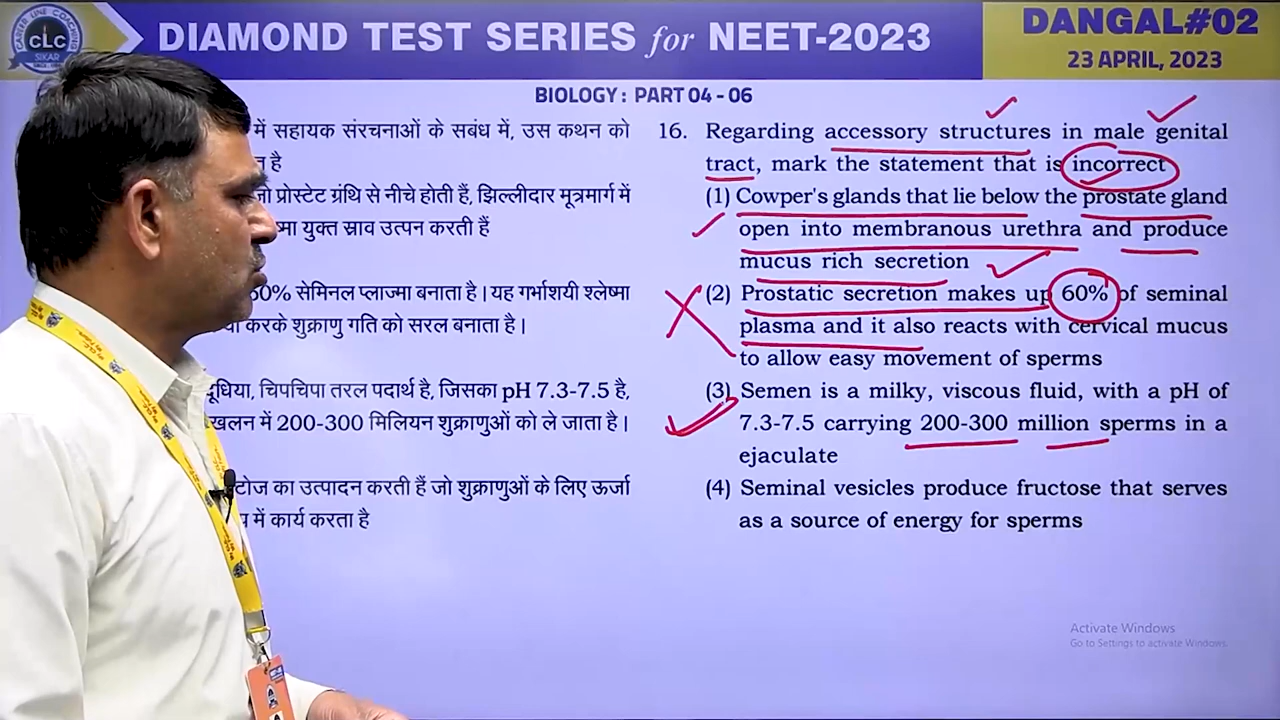 CAREER LINE COACHING
CLC
SIKAR
DIAMOND TEST SERIES for NEET-2023
DANGAL#02
23 APRIL, 2023
BIOLOGY : PART 04 - 06
में सहायक संरचनाओं के सबंध में, उस कथन को
है
प्रोस्टेट ग्रंथि से नीचे होती हैं, झिल्लीदार मूत्रमार्ग में
युक्त स्राव उत्पन करती हैं
60% सेमिनल प्लाज्मा बनाता है। यह गर्भाशयी श्लेष्मा
करके शुक्राणु गति को सरल बनाता है।
दूधिया, चिपचिपा तरल पदार्थ है, जिसका pH 7.3-7.5 है,
में 200-300 मिलियन शुक्राणुओं को ले जाता है।
का उत्पादन करती हैं जो शुक्राणुओं के लिए ऊर्जा
में कार्य करता है
16. Regarding accessory structures in male genital
tract, mark the statement that is incorrect
(1) Cowper's glands that lie below the prostate gland
open into membranous urethra and produce
mucus rich secretion
(2) Prostatic secretion makes up 60% of seminal
plasma and it also reacts with cervical mucus
to allow easy movement of sperms
(3) Semen is a milky, viscous fluid, with a pH of
7.3-7.5 carrying 200-300 million sperms in a
ejaculate
(4) Seminal vesicles produce fructose that serves
as a source of energy for sperms
Activate Windows
Go to Settings to activate Windows.